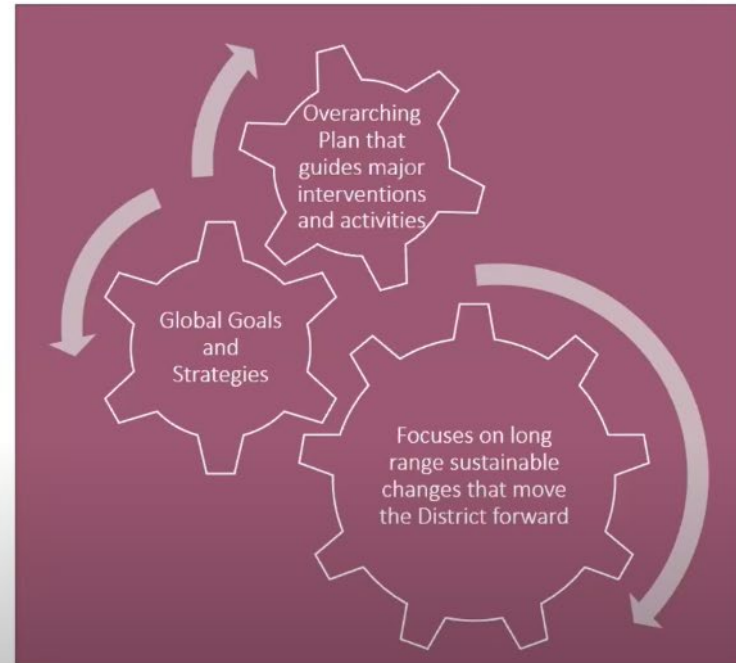 Overarching
Plan that
guides major
interventions
and activities
Global Goals
and
Strategies
Focuses on long
range sustainable
changes that move
the District forward